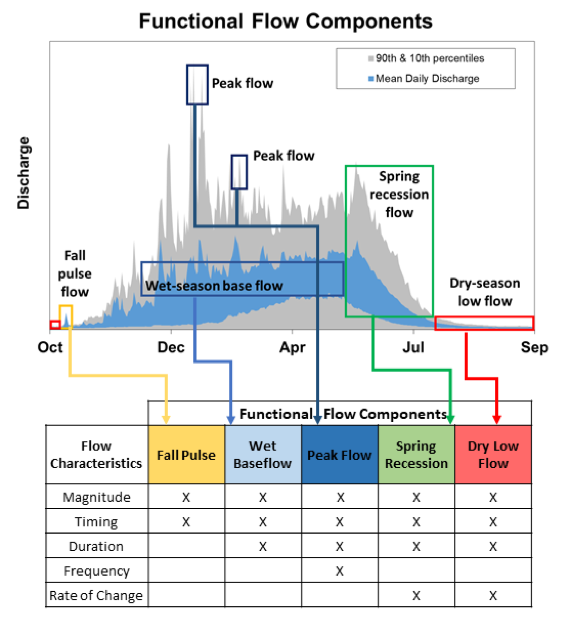 Functional Flow Components
90th & 10th percentiles
Mean Daily Discharge
Peak flow
Peak flow
Discharge
Spring
recession
flow
Fall
pulse
flow
Wet-season base flow
Dry-season
low flow
Oct Dec Apr Jul Sep
Functional Flow Components
Flow
Characteristics
Fall Pulse
Wet
Baseflow
Peak Flow
Spring
Recession
Dry Low
Flow
Magnitude X X X X X
Timing X X X X X
Duration X X X X
Frequency X
Rate of Change X X